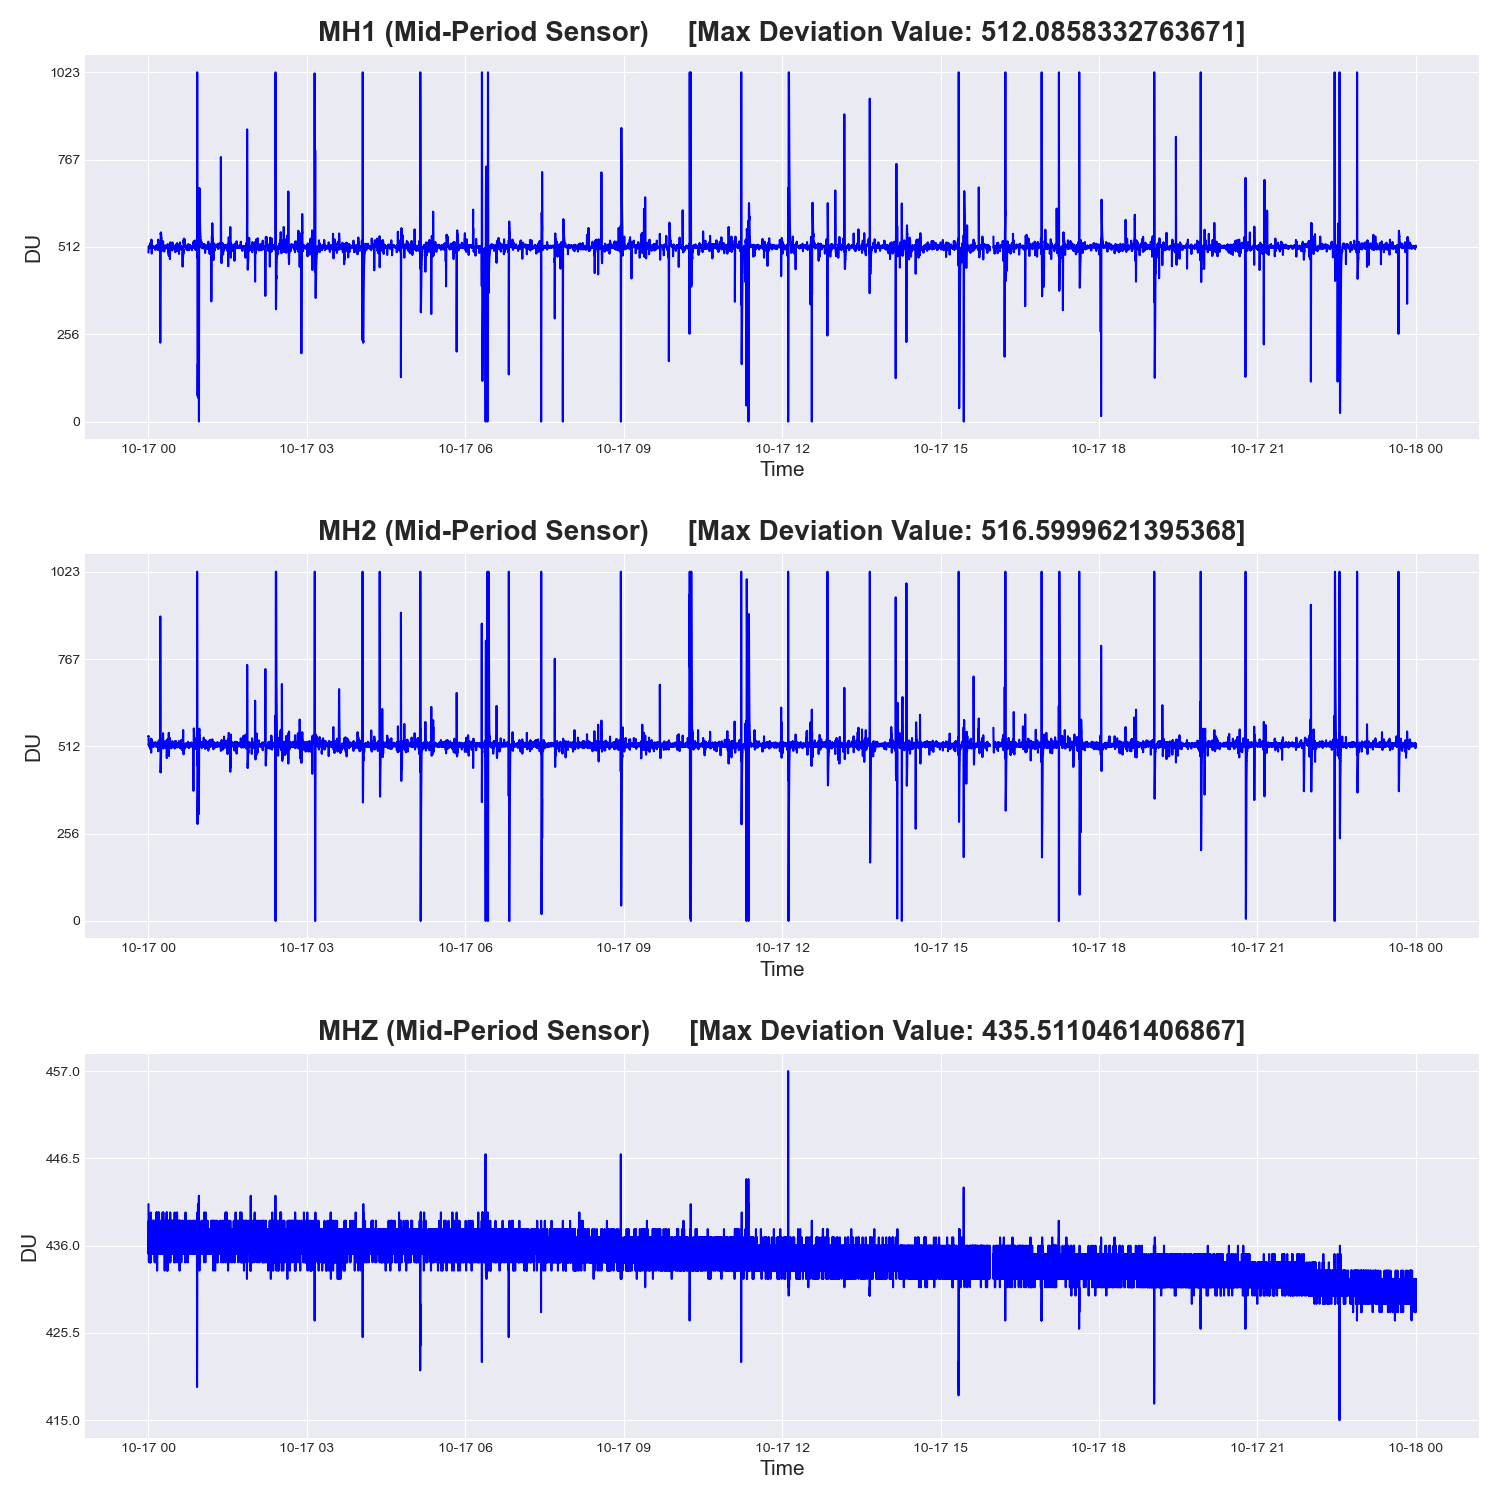 MH1 (Mid-Period Sensor) [Max Deviation Value: 512.0858332763671]
1023
767
512
256
0
DU
10-17 00 10-17 03 10-17 06 10-17 09 10-17 12 10-17 15 10-17 18 10-17 21 10-18 00
Time
MH2 (Mid-Period Sensor) [Max Deviation Value: 516.5999621395368]
1023
767
512
256
0
DU
10-17 00 10-17 03 10-17 06 10-17 09 10-17 12 10-17 15 10-17 18 10-17 21 10-18 00
Time
MHZ (Mid-Period Sensor) [Max Deviation Value: 435.5110461406867]
457.0
446.5
436.0
425.5
415.0
DU
10-17 00 10-17 03 10-17 06 10-17 09 10-17 12 10-17 15 10-17 18 10-17 21 10-18 00
Time